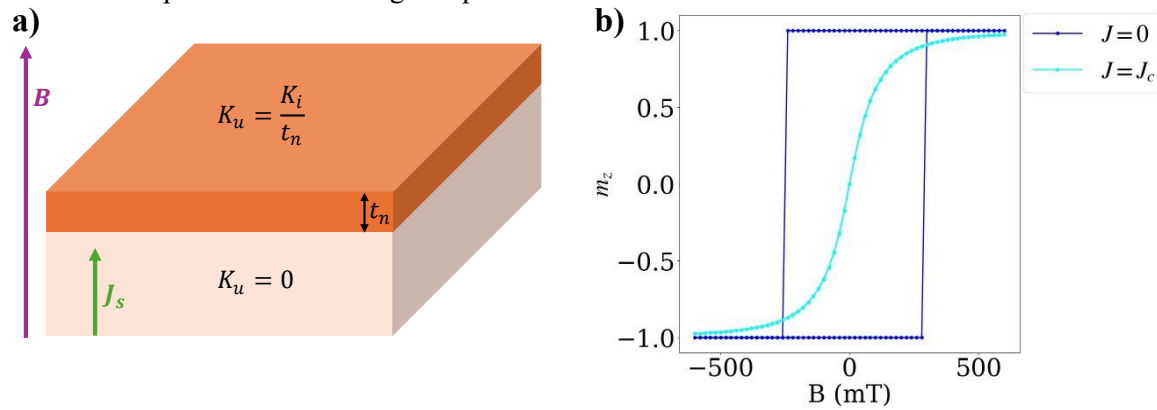 a)
B
K_u = K_i / t_n
t_n
K_u = 0
J_s
b)
m_z
1.0
0.5
0.0
−0.5
−1.0
−500
0
500
B (mT)
J = 0
J = J_c